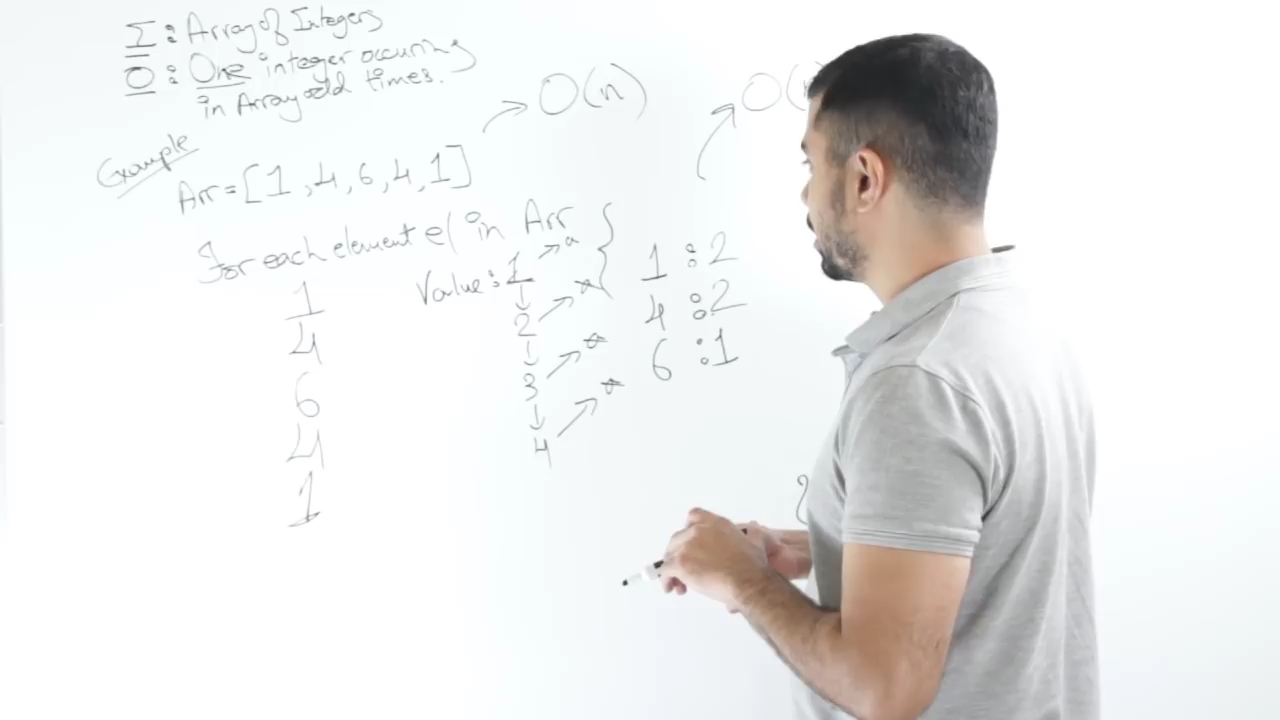 I : Array of Integers
O : One integer occuring
in Array odd times.
Example
Arr = [1, 4, 6, 4, 1]
O(n)
For each element el in Arr
1
4
6
4
1
Value : 1
2
3
4
1 : 2
4 : 2
6 : 1